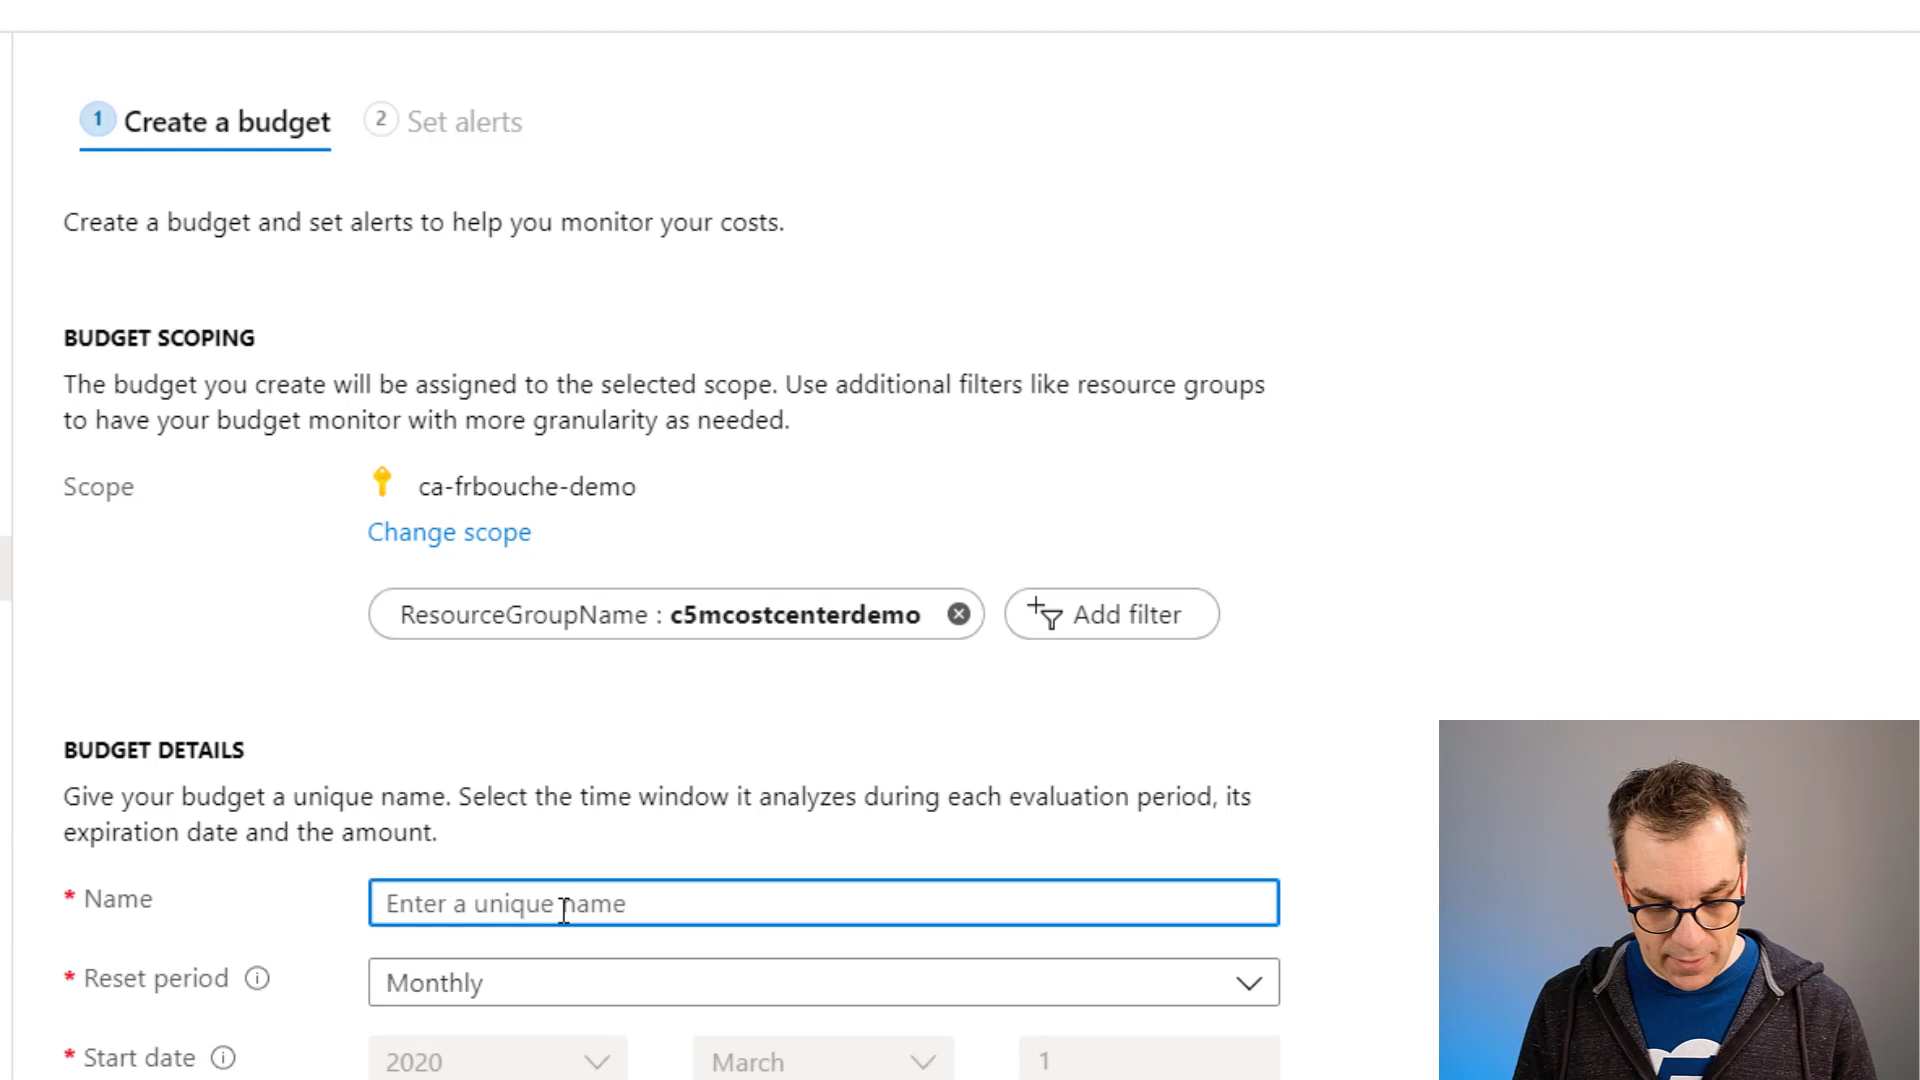 1 Create a budget 2 Set alerts
Create a budget and set alerts to help you monitor your costs.
BUDGET SCOPING
The budget you create will be assigned to the selected scope. Use additional filters like resource groups
to have your budget monitor with more granularity as needed.
Scope ca-frbouche-demo
Change scope
ResourceGroupName : c5mcostcenterdemo Add filter
BUDGET DETAILS
Give your budget a unique name. Select the time window it analyzes during each evaluation period, its
expiration date and the amount.
* Name Enter a unique name
* Reset period Monthly
* Start date 2020 March 1